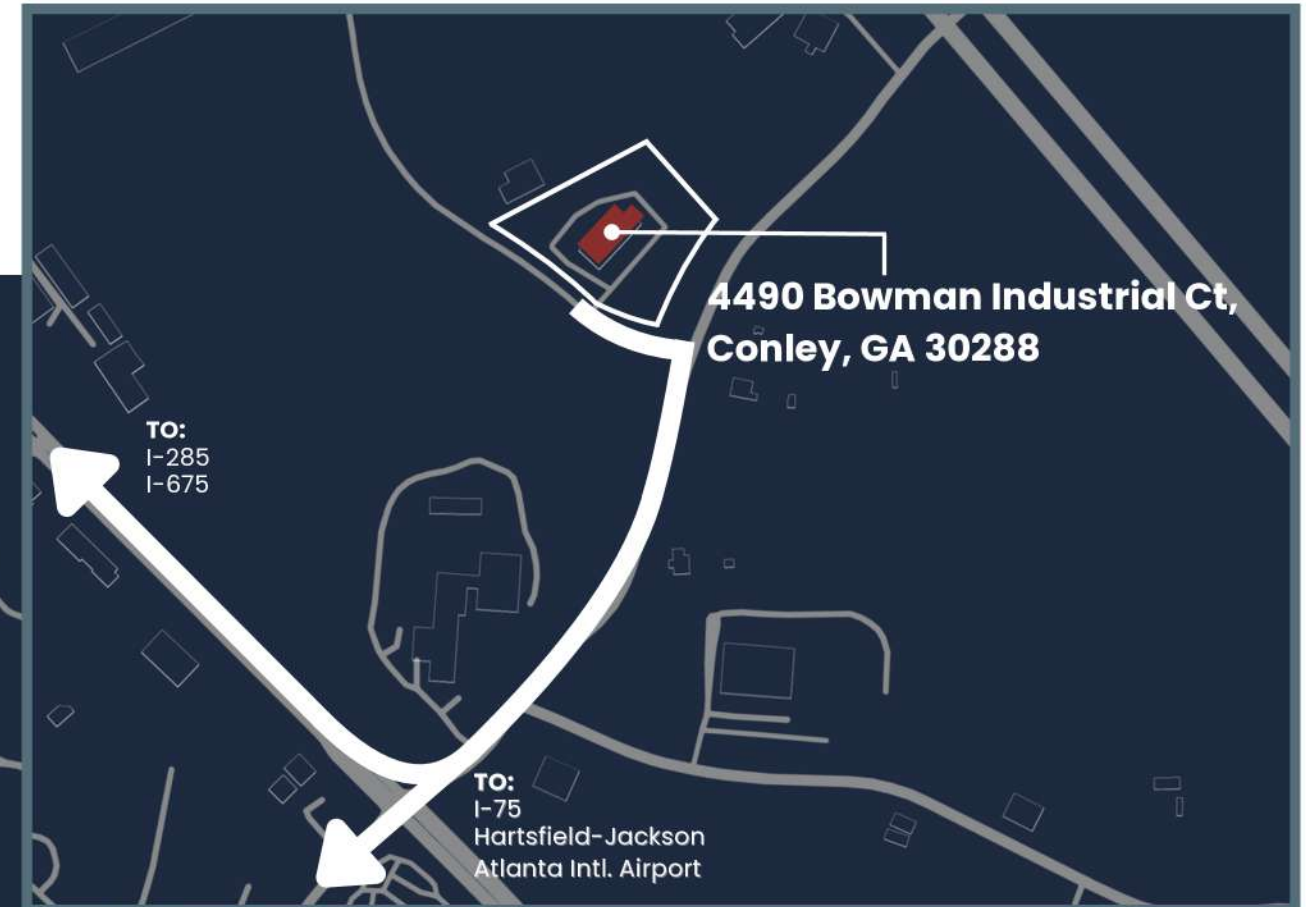 4490 Bowman Industrial Ct,
Conley, GA 30288
TO:
I-285
I-675
TO:
I-75
Hartsfield-Jackson
Atlanta Intl. Airport